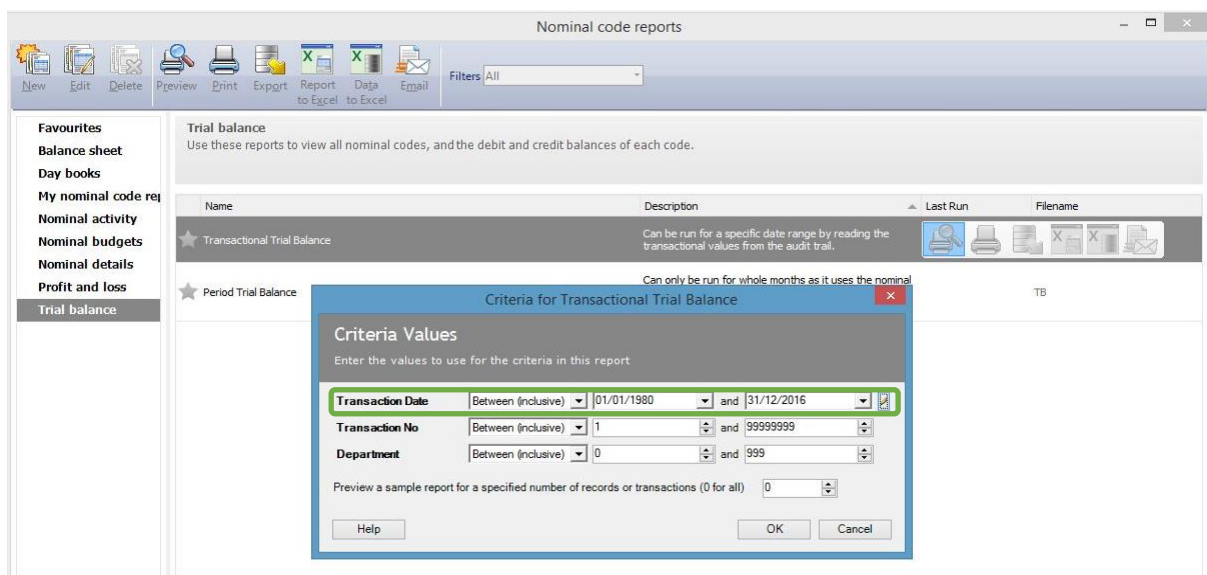 Nominal code reports
New Edit Delete Preview Print Export Report to Excel Data to Excel Email Filters All
Favourites
Balance sheet
Day books
My nominal code rep
Nominal activity
Nominal budgets
Nominal details
Profit and loss
Trial balance
Trial balance
Use these reports to view all nominal codes, and the debit and credit balances of each code.
Name Description Last Run Filename
Transactional Trial Balance Can be run for a specific date range by reading the
transactional values from the audit trail.
Period Trial Balance Can only be run for whole months as it uses the nominal
TB
Criteria for Transactional Trial Balance
Criteria Values
Enter the values to use for the criteria in this report
Transaction Date Between (inclusive) 01/01/1980 and 31/12/2016
Transaction No Between (inclusive) 1 and 99999999
Department Between (inclusive) 0 and 999
Preview a sample report for a specified number of records or transactions (0 for all) 0
Help OK Cancel